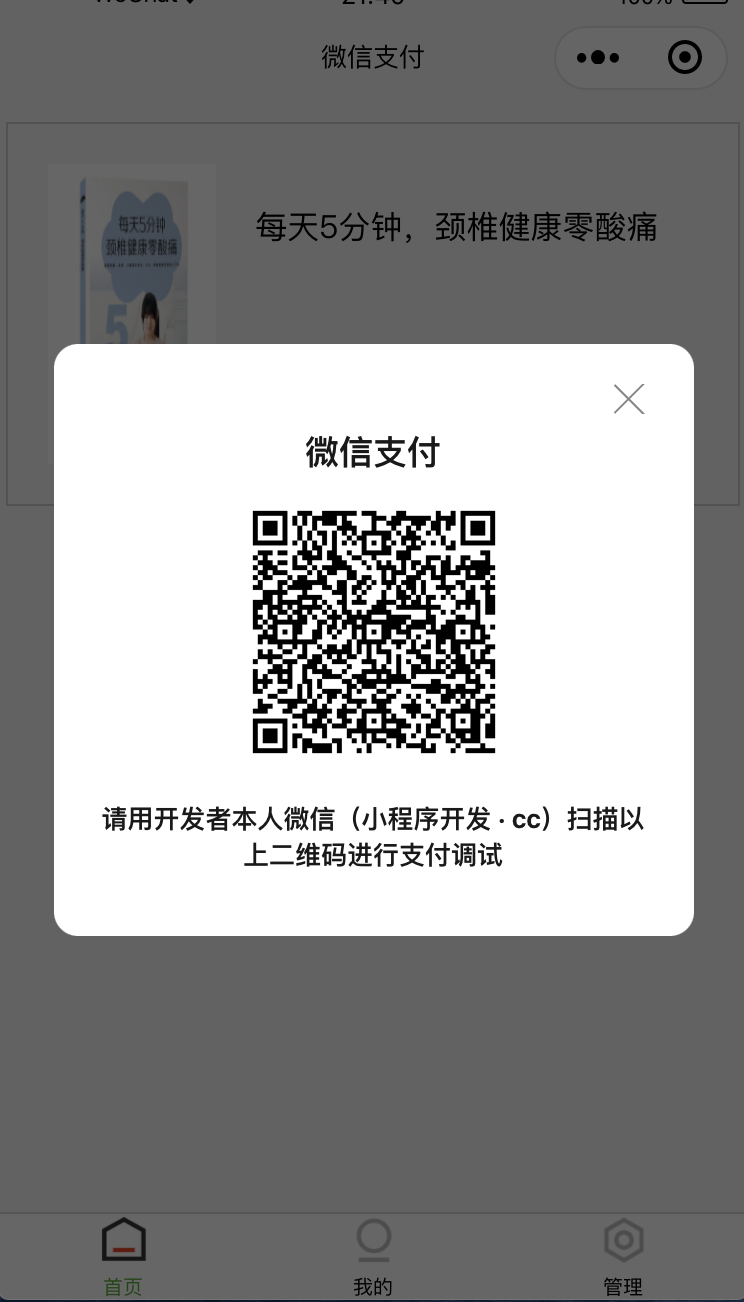 微信支付
每天5分钟
颈椎健康零酸痛
每天5分钟，颈椎健康零酸痛
5
微信支付
请用开发者本人微信（小程序开发 · cc）扫描以
上二维码进行支付调试
首页
我的
管理